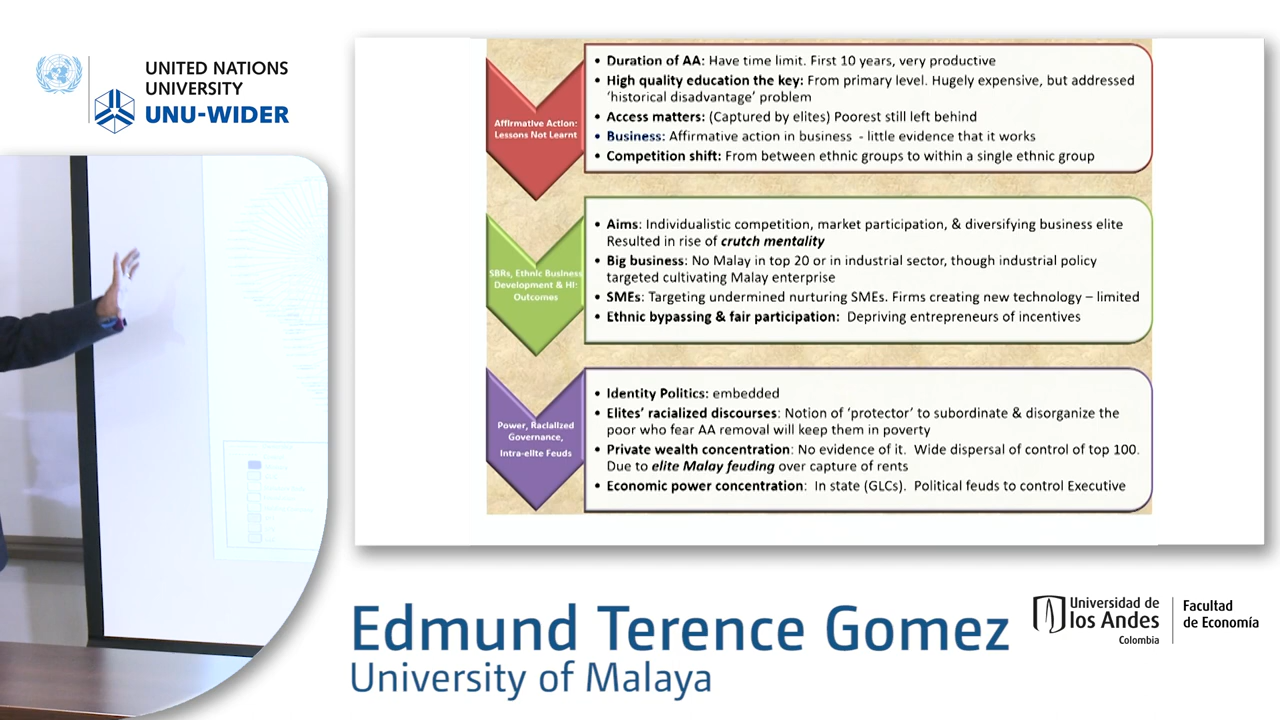 UNITED NATIONS
UNIVERSITY
UNU-WIDER
Affirmative Action:
Lessons Not Learnt
• Duration of AA: Have time limit. First 10 years, very productive
• High quality education the key: From primary level. Hugely expensive, but addressed
‘historical disadvantage’ problem
• Access matters: (Captured by elites) Poorest still left behind
• Business: Affirmative action in business - little evidence that it works
• Competition shift: From between ethnic groups to within a single ethnic group
SBRs, Ethnic Business
Development & HI:
Outcomes
• Aims: Individualistic competition, market participation, & diversifying business elite
Resulted in rise of crutch mentality
• Big business: No Malay in top 20 or in industrial sector, though industrial policy
targeted cultivating Malay enterprise
• SMEs: Targeting undermined nurturing SMEs. Firms creating new technology – limited
• Ethnic bypassing & fair participation: Depriving entrepreneurs of incentives
Power, Racialized
Governance,
Intra-elite Feuds
• Identity Politics: embedded
• Elites’ racialized discourses: Notion of ‘protector’ to subordinate & disorganize the
poor who fear AA removal will keep them in poverty
• Private wealth concentration: No evidence of it. Wide dispersal of control of top 100.
Due to elite Malay feuding over capture of rents
• Economic power concentration: In state (GLCs). Political feuds to control Executive
Edmund Terence Gomez
University of Malaya
Universidad de
los Andes
Colombia
Facultad
de Economía